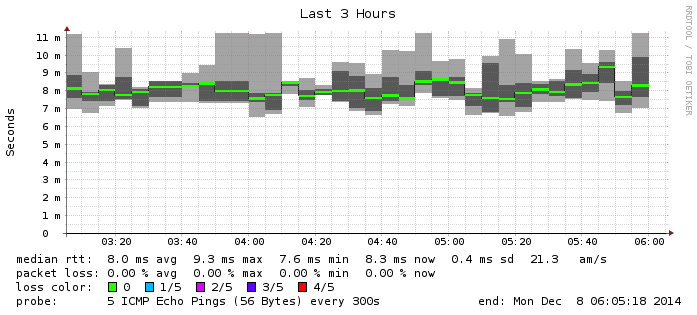 Last 3 Hours
RRDTOOL / TOBI OETIKER
Seconds
11 m
10 m
9 m
8 m
7 m
6 m
5 m
4 m
3 m
2 m
1 m
0
03:20 03:40 04:00 04:20 04:40 05:00 05:20 05:40 06:00
median rtt: 8.0 ms avg 9.3 ms max 7.6 ms min 8.3 ms now 0.4 ms sd 21.3 am/s
packet loss: 0.00 % avg 0.00 % max 0.00 % min 0.00 % now
loss color: 0 1/5 2/5 3/5 4/5
probe: 5 ICMP Echo Pings (56 Bytes) every 300s end: Mon Dec 8 06:05:18 2014